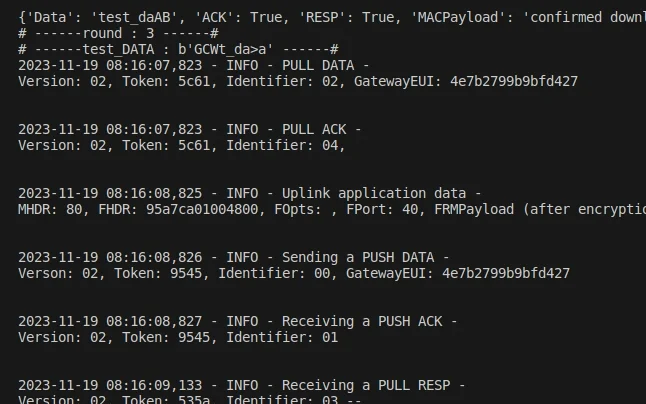 {'Data': 'test_daAB', 'ACK': True, 'RESP': True, 'MACPayload': 'confirmed downl
# ------round : 3 ------#
# ------test_DATA : b'GCWt_da>a' ------#
2023-11-19 08:16:07,823 - INFO - PULL DATA -
Version: 02, Token: 5c61, Identifier: 02, GatewayEUI: 4e7b2799b9bfd427
2023-11-19 08:16:07,823 - INFO - PULL ACK -
Version: 02, Token: 5c61, Identifier: 04,
2023-11-19 08:16:08,825 - INFO - Uplink application data -
MHDR: 80, FHDR: 95a7ca01004800, FOpts: , FPort: 40, FRMPayload (after encryptio
2023-11-19 08:16:08,826 - INFO - Sending a PUSH DATA -
Verson: 02, Token: 9545, Identifier: 00, GatewayEUI: 4e7b2799b9bfd427
2023-11-19 08:16:08,827 - INFO - Receiving a PUSH ACK -
Version: 02, Token: 9545, Identifier: 01
2023-11-19 08:16:09,133 - INFO - Receiving a PULL RESP -
Version: 02, Token: 535a, Identifier: 03 --